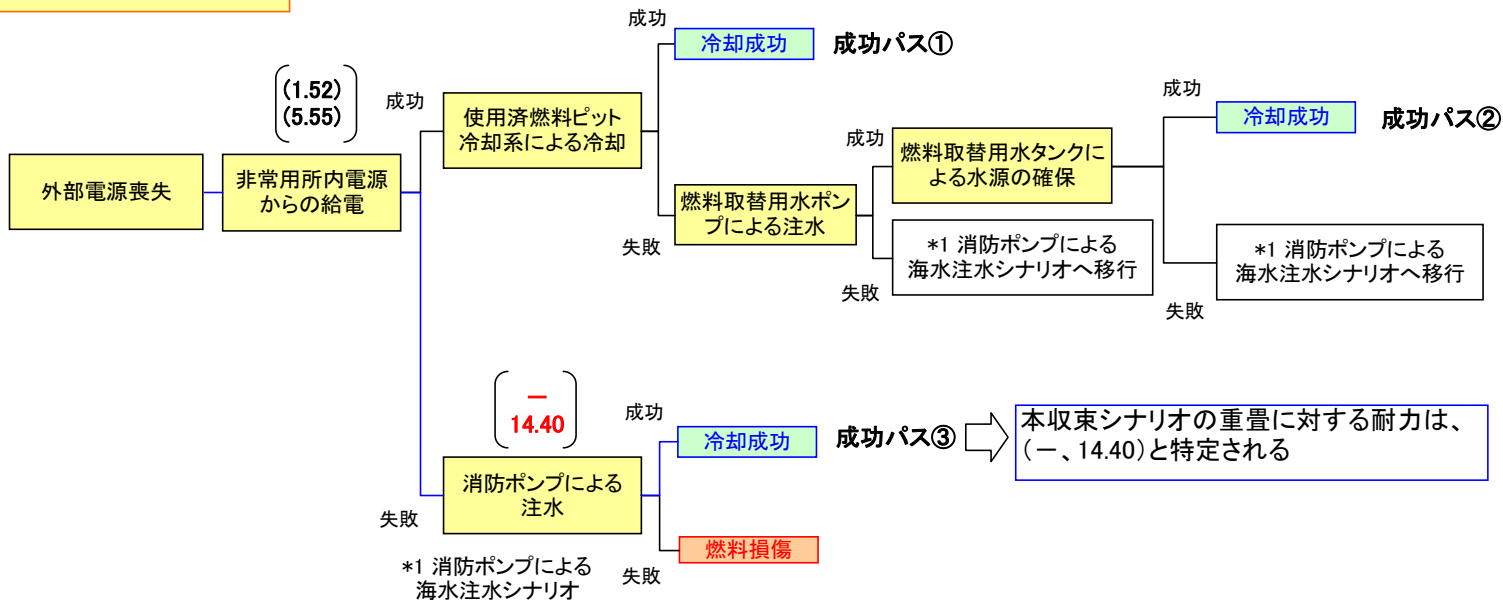 成功
冷却成功
成功パス①
(1.52)
(5.55)
成功
使用済燃料ピット
冷却系による冷却
成功
冷却成功
成功パス②
外部電源喪失
非常用所内電源
からの給電
成功
燃料取替用水タンクに
よる水源の確保
失敗
燃料取替用水ポン
プによる注水
*1 消防ポンプによる
海水注水シナリオへ移行
失敗
*1 消防ポンプによる
海水注水シナリオへ移行
失敗
－
14.40
成功
冷却成功
成功パス③
本収束シナリオの重畳に対する耐力は、
(－、14.40)と特定される
消防ポンプによる
注水
失敗
*1 消防ポンプによる
海水注水シナリオ
燃料損傷
失敗